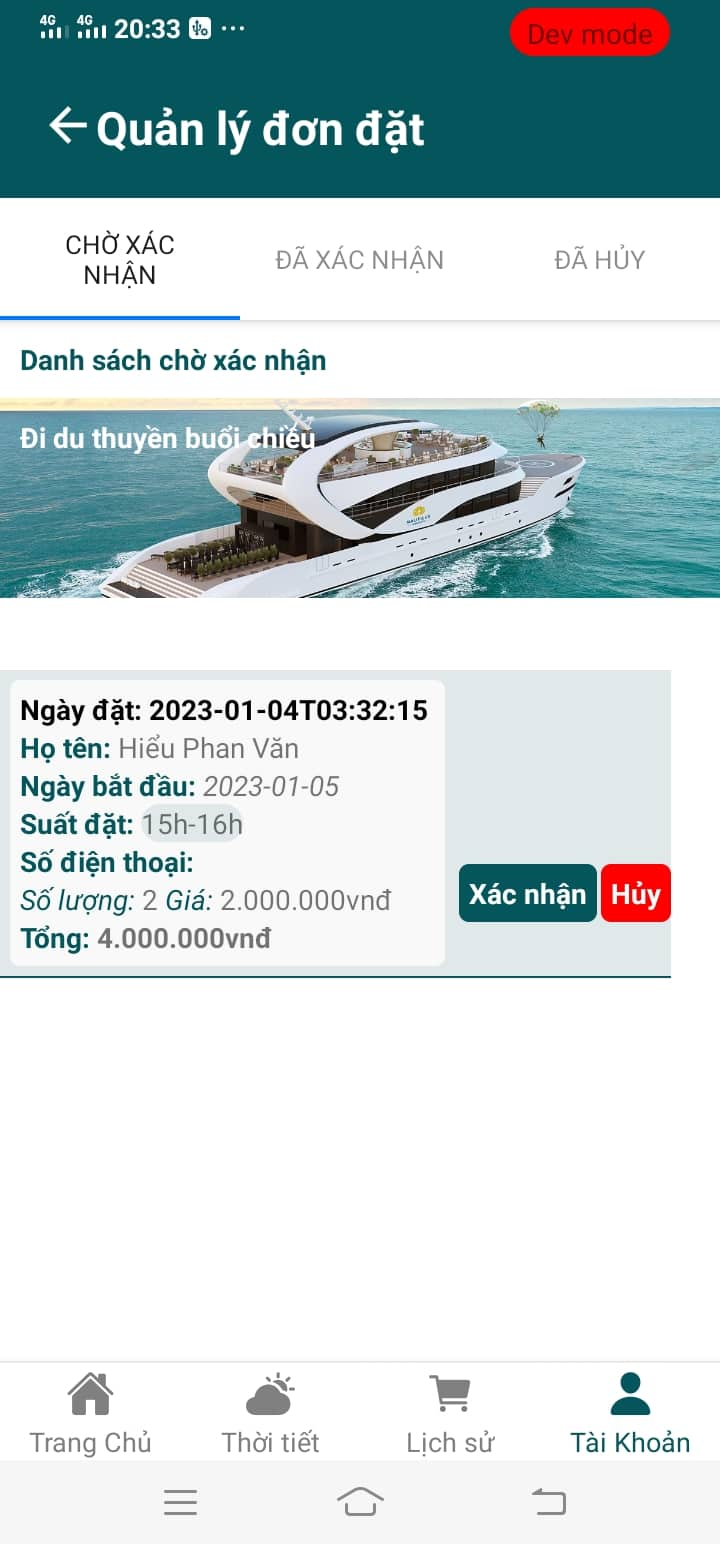 4G 4G 20:33 ...
Dev mode
Quản lý đơn đặt
CHỜ XÁC
NHẬN
ĐÃ XÁC NHẬN
ĐÃ HỦY
Danh sách chờ xác nhận
Đi du thuyền buổi chiều
NAUTILUS
Ngày đặt: 2023-01-04T03:32:15
Họ tên: Hiểu Phan Văn
Ngày bắt đầu: 2023-01-05
Suất đặt: 15h-16h
Số điện thoại:
Số lượng: 2 Giá: 2.000.000vnđ
Tổng: 4.000.000vnđ
Xác nhận
Hủy
Trang Chủ
Thời tiết
Lịch sử
Tài Khoản